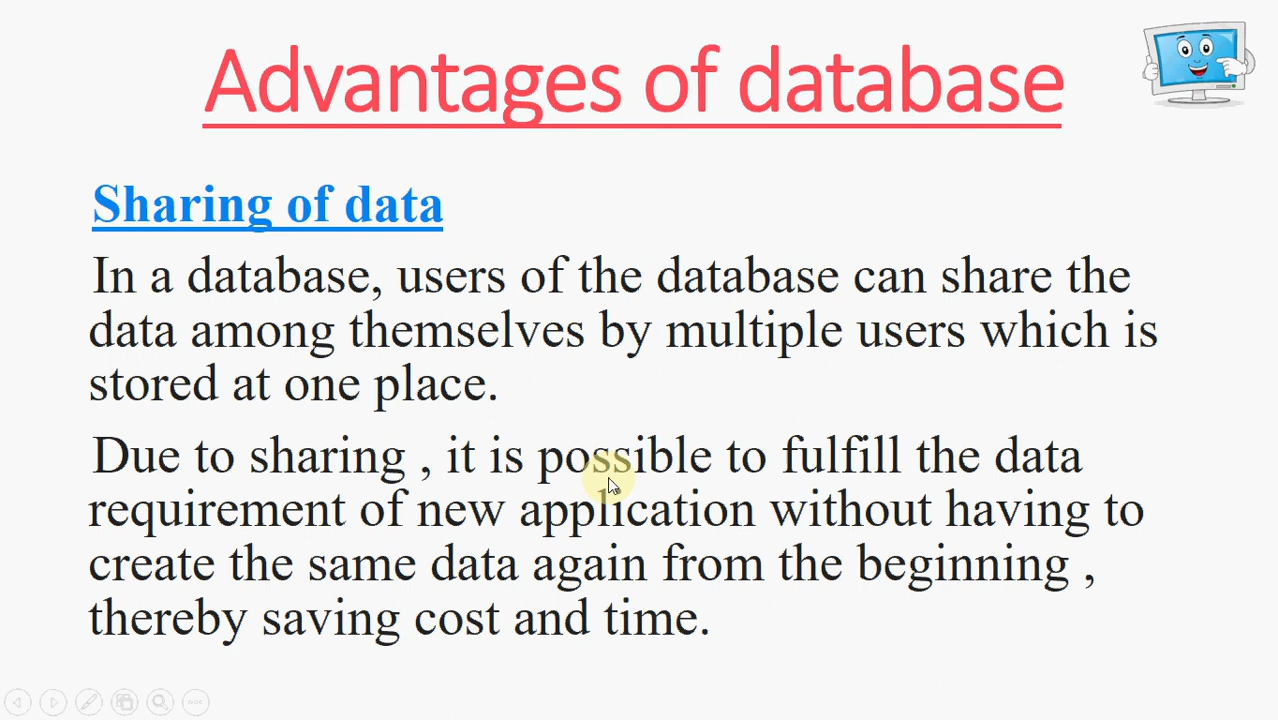 Advantages of database
Sharing of data
In a database, users of the database can share the
data among themselves by multiple users which is
stored at one place.
Due to sharing , it is possible to fulfill the data
requirement of new application without having to
create the same data again from the beginning ,
thereby saving cost and time.